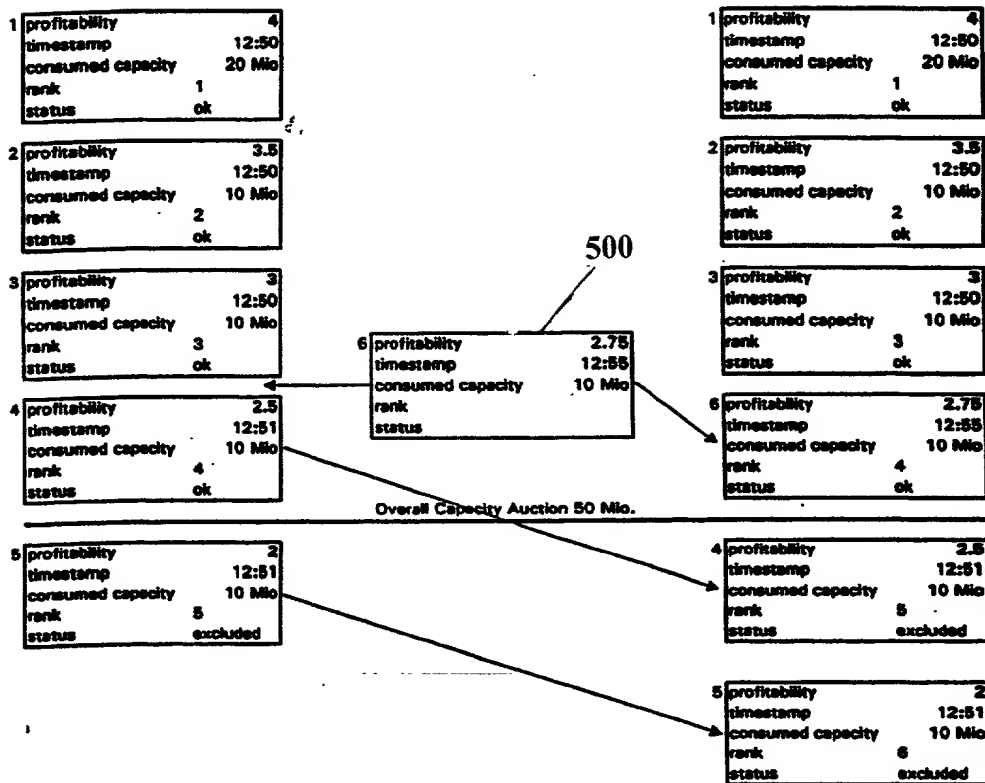 1 profitability 4
timestamp 12:50
consumed capacity 20 Mio
rank 1
status ok
2 profitability 3.5
timestamp 12:50
consumed capacity 10 Mio
rank 2
status ok
3 profitability 3
timestamp 12:50
consumed capacity 10 Mio
rank 3
status ok
4 profitability 2.5
timestamp 12:51
consumed capacity 10 Mio
rank 4
status ok
5 profitability 2
timestamp 12:51
consumed capacity 10 Mio
rank 5
status excluded
500
6 profitability 2.75
timestamp 12:55
consumed capacity 10 Mio
rank
status
Overall Capacity Auction 50 Mio.
1 profitability 4
timestamp 12:50
consumed capacity 20 Mio
rank 1
status ok
2 profitability 3.5
timestamp 12:50
consumed capacity 10 Mio
rank 2
status ok
3 profitability 3
timestamp 12:50
consumed capacity 10 Mio
rank 3
status ok
6 profitability 2.75
timestamp 12:55
consumed capacity 10 Mio
rank 4
status ok
4 profitability 2.5
timestamp 12:51
consumed capacity 10 Mio
rank 5
status excluded
5 profitability 2
timestamp 12:51
consumed capacity 10 Mio
rank 6
status excluded